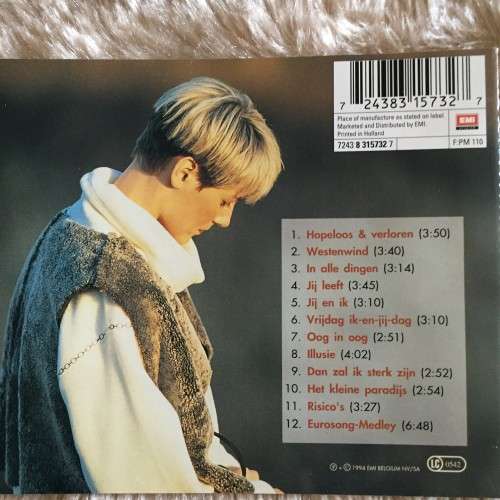 7 24383 15732 7
Place of manufacture as stated on label.
Marketed and Distributed by EMI.
Printed in Holland
EMI
7243 8 315732 7
F:PM 116
1. Hopeloos & verloren (3:50)
2. Westenwind (3:40)
3. In alle dingen (3:14)
4. Jij leeft (3:45)
5. Jij en ik (3:10)
6. Vrijdag ik-en-jij-dag (3:10)
7. Oog in oog (2:51)
8. Illusie (4:02)
9. Dan zal ik sterk zijn (2:52)
10. Het kleine paradijs (2:54)
11. Risico's (3:27)
12. Eurosong-Medley (6:48)
℗ + © 1994 EMI BELGIUM NV/SA
LC 0542